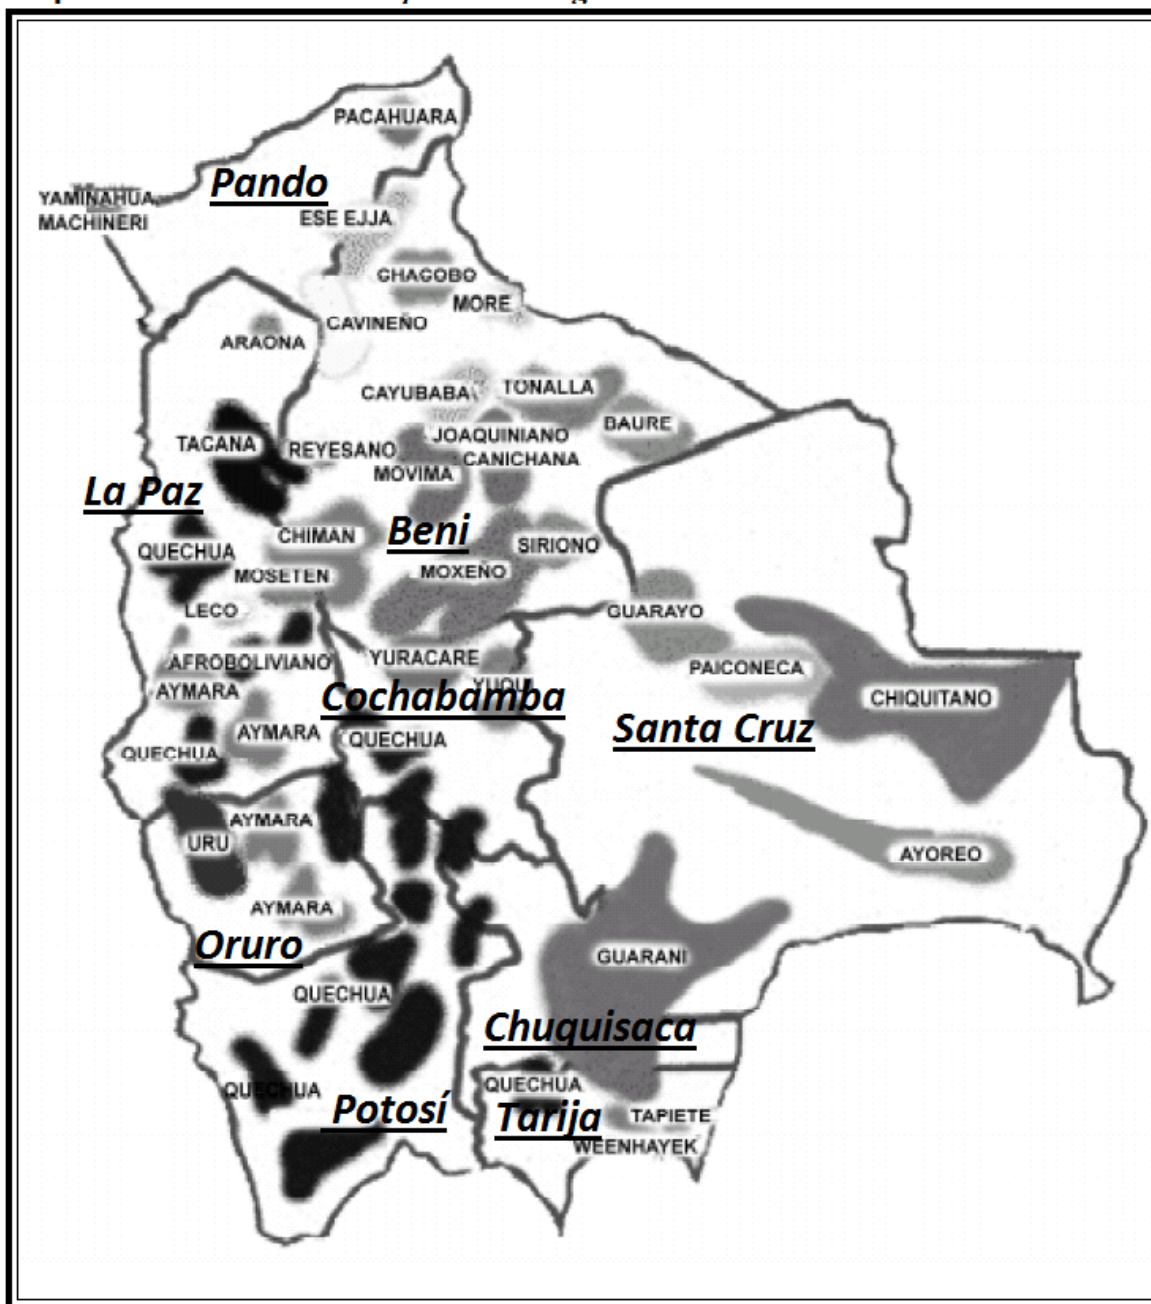 PACAHUARA
Pando
YAMINAHUA
MACHINERI
ESE EJJA
CHACOBO
MORE
CAVINEÑO
ARAONA
CAYUBABA
TONALLA
BAURE
TACANA
REYESANO
JOAQUINIANO
CANICHANA
MOVIMA
La Paz
Beni
CHIMAN
SIRIONO
QUECHUA
MOSETEN
MOXEÑO
LECO
GUARAYO
AFROBOLIVIANO
YURACARE
PAICONECA
YUQUI
AYMARA
Cochabamba
CHIQUITANO
Santa Cruz
AYMARA
QUECHUA
QUECHUA
AYMARA
URU
AYOREO
AYMARA
Oruro
GUARANI
QUECHUA
Chuquisaca
QUECHUA
QUECHUA
Potosí
Tarija
TAPIETE
WEENHAYEK